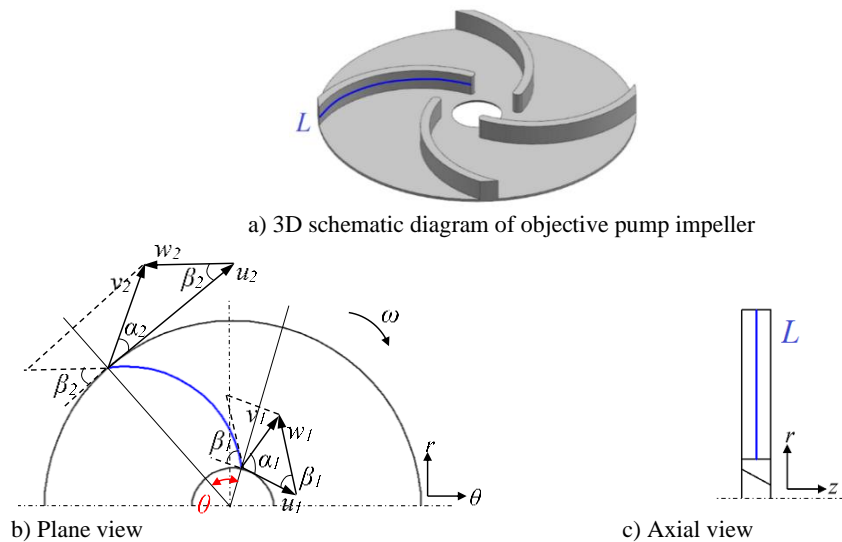 L
a) 3D schematic diagram of objective pump impeller
w2
v2
β2
u2
α2
ω
β2
v1
w1
β1
α1
β1
r
θ
u1
θ
b) Plane view
L
r
z
c) Axial view